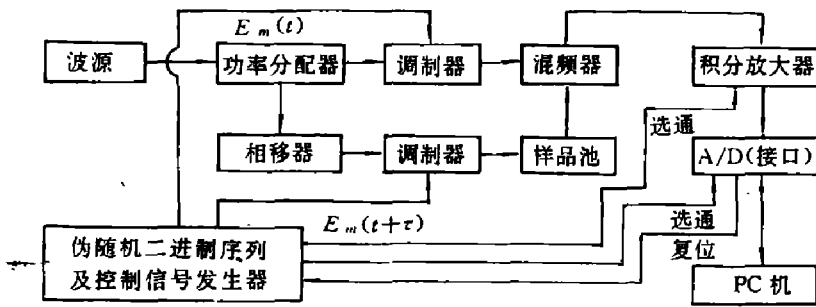 E m (t)
波源
功率分配器
调制器
混频器
积分放大器
选通
相移器
调制器
样品池
A/D(接口)
E m (t+τ)
选通
复位
伪随机二进制序列
及控制信号发生器
PC 机